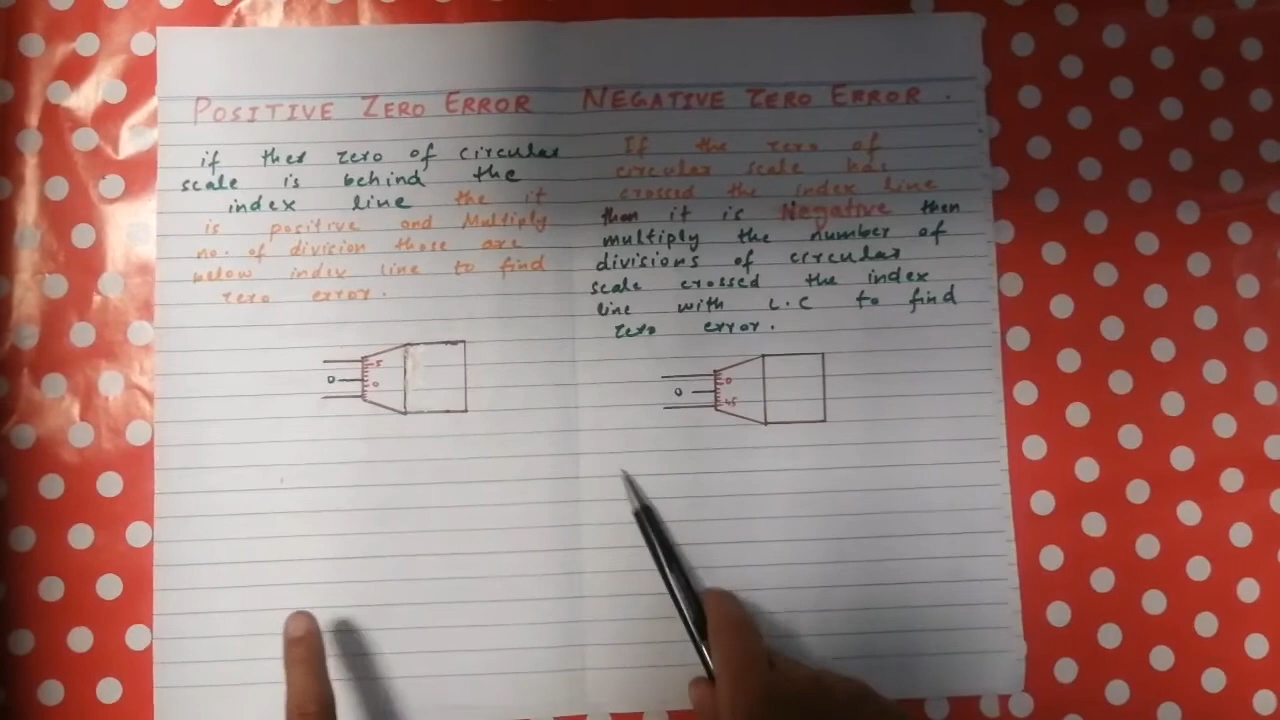 POSITIVE ZERO ERROR
if ther zero of circular
scale is behind the
index line the it
is positive and Multiply
no. of division those are
below index line to find
zero error.
5
0
0
NEGATIVE ZERO ERROR.
If the zero of
circular scale has
crossed the index line
then it is Negative then
multiply the number of
divisions of circular
scale crossed the index
line with L.C to find
zero error.
0
0
45